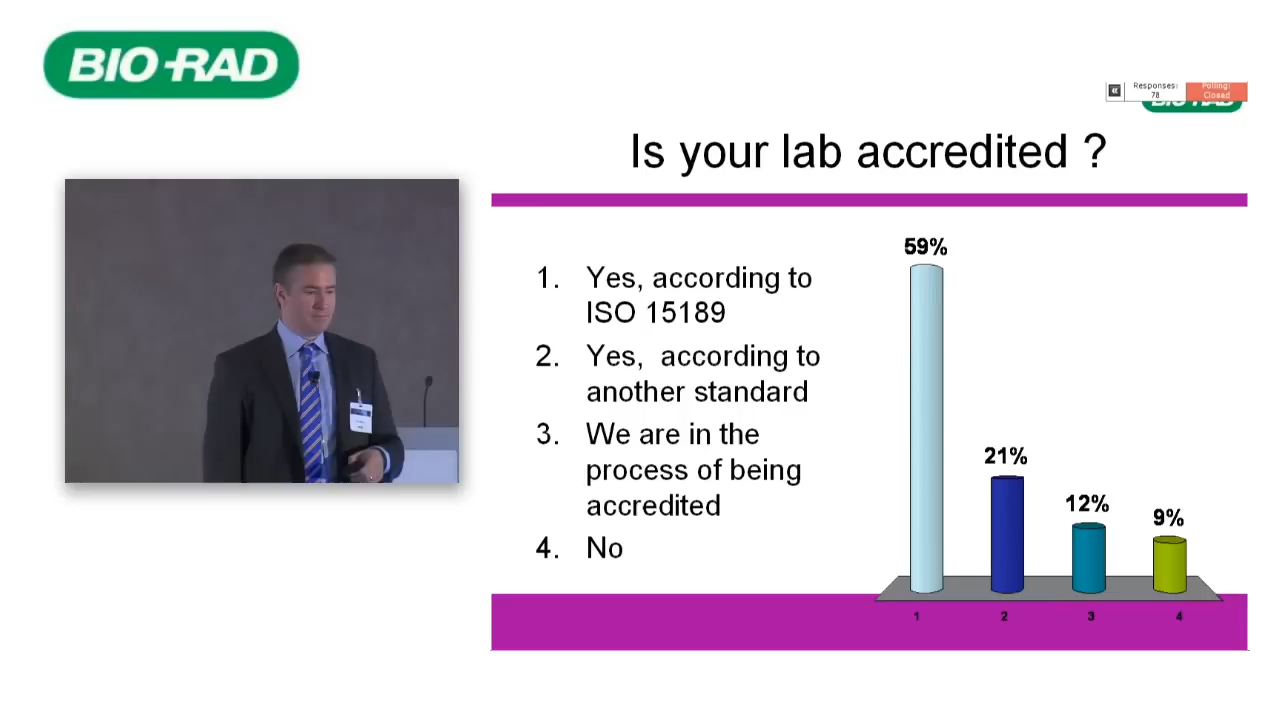 BIO-RAD
Responses:
78
Polling:
Closed
BIO-RAD
Is your lab accredited ?
1. Yes, according to
ISO 15189
2. Yes, according to
another standard
3. We are in the
process of being
accredited
4. No
59%
21%
12%
9%
1 2 3 4